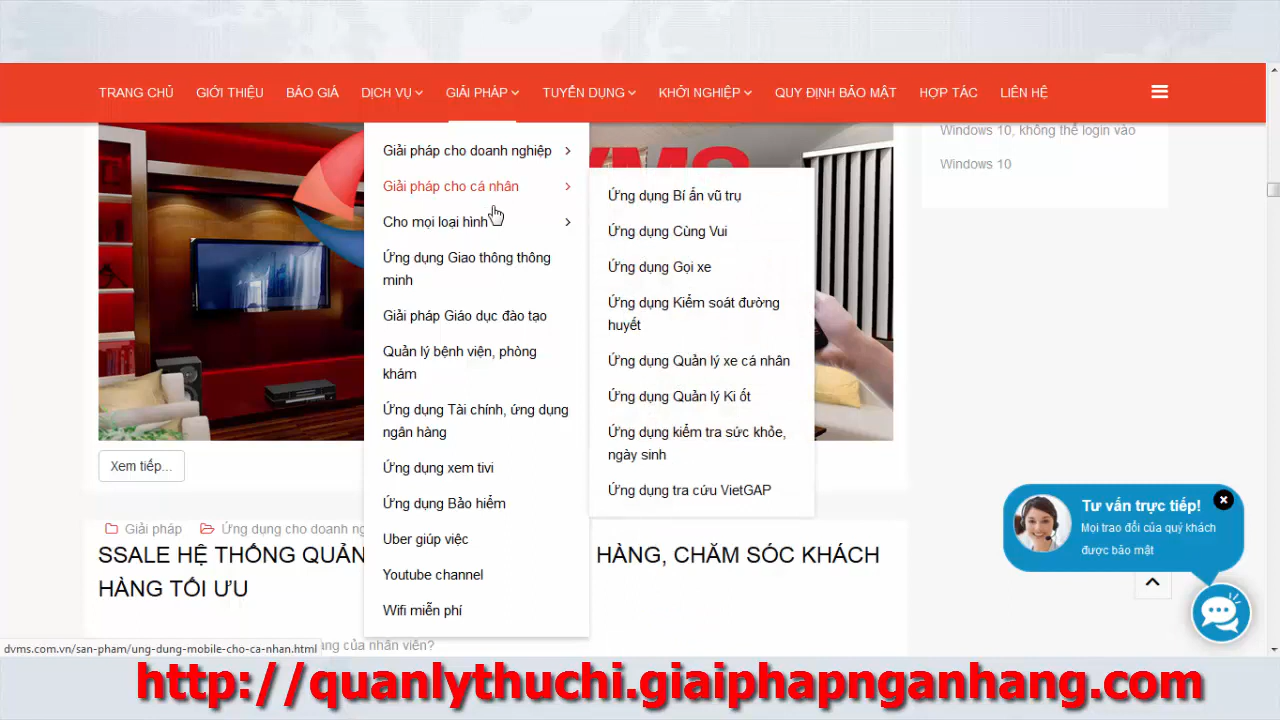 TRANG CHỦ GIỚI THIỆU BÁO GIÁ DỊCH VỤ GIẢI PHÁP TUYỂN DỤNG KHỞI NGHIỆP QUY ĐỊNH BẢO MẬT HỢP TÁC LIÊN HỆ
Windows 10, không thể login vào
Windows 10
Giải pháp cho doanh nghiệp
Giải pháp cho cá nhân
Cho mọi loại hình
Ứng dụng Giao thông thông
minh
Giải pháp Giáo dục đào tạo
Quản lý bệnh viện, phòng
khám
Ứng dụng Tài chính, ứng dụng
ngân hàng
Ứng dụng xem tivi
Ứng dụng Bảo hiểm
Uber giúp việc
Youtube channel
Wifi miễn phí
Ứng dụng Bí ẩn vũ trụ
Ứng dụng Cùng Vui
Ứng dụng Gọi xe
Ứng dụng Kiểm soát đường
huyết
Ứng dụng Quản lý xe cá nhân
Ứng dụng Quản lý Ki ốt
Ứng dụng kiểm tra sức khỏe,
ngày sinh
Ứng dụng tra cứu VietGAP
Xem tiếp...
Giải pháp Ứng dụng cho doanh
SSALE HỆ THỐNG QUẢN HÀNG, CHĂM SÓC KHÁCH
HÀNG TỐI ƯU
của nhân viên?
Tư vấn trực tiếp!
Mọi trao đổi của quý khách
được bảo mật
dvms.com.vn/san-pham/ung-dung-mobile-cho-ca-nhan.html
http://quanlythuchi.giaiphapnganhang.com